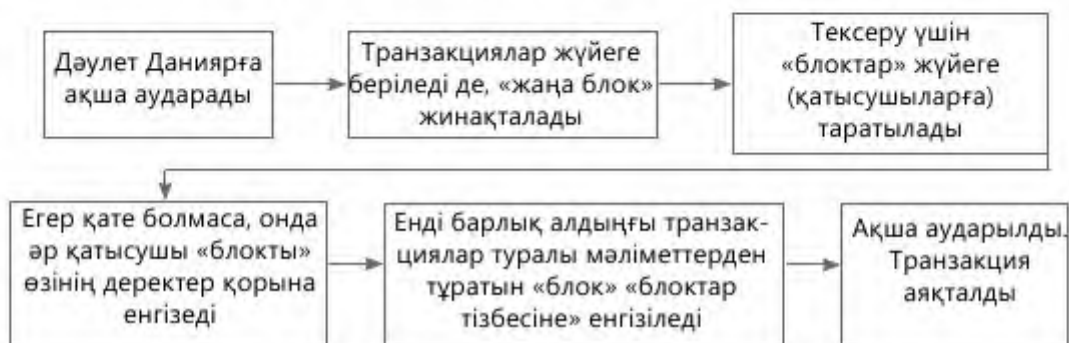 Дәулет Даниярға
ақша аударады
Транзакциялар жүйеге
беріледі де, «жаңа блок»
жинақталады
Тексеру үшін
«блоктар» жүйеге
(қатысушыларға)
таратылады
Егер қате болмаса, онда
әр қатысушы «блокты»
өзінің деректер қорына
енгізеді
Енді барлық алдыңғы транзак-
циялар туралы мәліметтерден
тұратын «блок» «блоктар
тізбесіне» енгізіледі
Ақша аударылды.
Транзакция
аяқталды